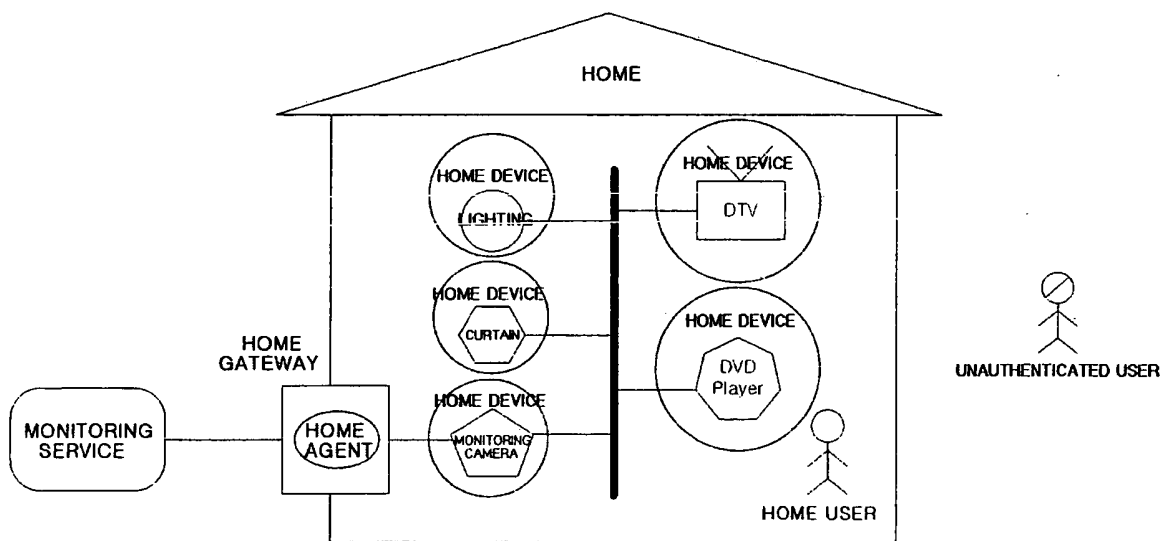 HOME
HOME DEVICE
LIGHTING
HOME DEVICE
DTV
HOME DEVICE
CURTAIN
HOME DEVICE
DVD
Player
HOME
GATEWAY
HOME DEVICE
MONITORING
CAMERA
HOME
AGENT
MONITORING
SERVICE
HOME USER
UNAUTHENTICATED USER